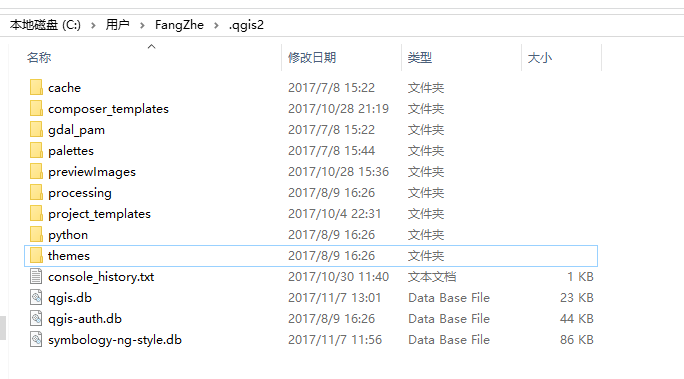 本地磁盘 (C:) › 用户 › FangZhe › .qgis2
名称 修改日期 类型 大小
cache 2017/7/8 15:22 文件夹
composer_templates 2017/10/28 21:19 文件夹
gdal_pam 2017/7/8 15:22 文件夹
palettes 2017/7/8 15:44 文件夹
previewImages 2017/10/28 15:36 文件夹
processing 2017/8/9 16:26 文件夹
project_templates 2017/10/4 22:31 文件夹
python 2017/8/9 16:26 文件夹
themes 2017/8/9 16:26 文件夹
console_history.txt 2017/10/30 11:40 文本文档 1 KB
qgis.db 2017/11/7 13:01 Data Base File 23 KB
qgis-auth.db 2017/8/9 16:26 Data Base File 44 KB
symbology-ng-style.db 2017/11/7 11:56 Data Base File 86 KB